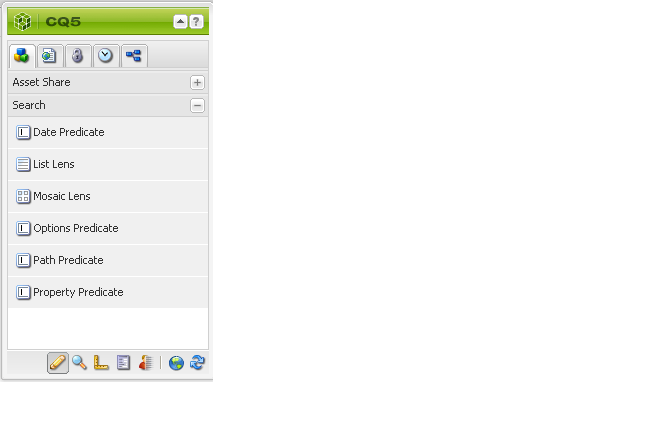 CQ5
?
Asset Share
Search
Date Predicate
List Lens
Mosaic Lens
Options Predicate
Path Predicate
Property Predicate